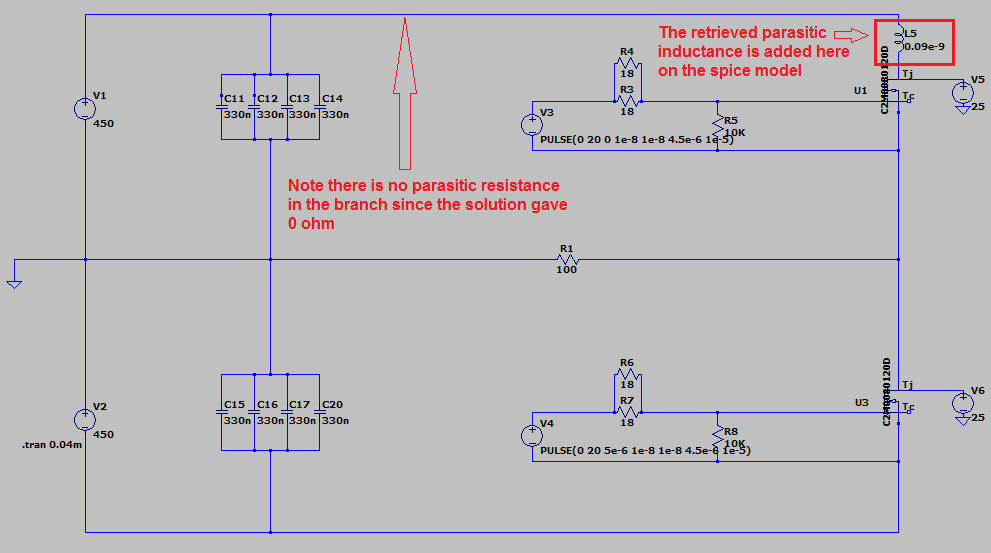 The retrieved parasitic
inductance is added here
on the spice model
L5
0.09e-9
C2M0080120D
Tj
V5
R4
18
R3
18
U1
Tc
25
V1
450
C11
C12
C13
C14
330n
330n
330n
330n
V3
R5
10K
PULSE(0 20 0 1e-8 1e-8 4.5e-6 1e-5)
Note there is no parasitic resistance
in the branch since the solution gave
0 ohm
R1
100
R6
18
R7
18
C2M0080120D
Tj
V6
U3
Tc
25
V2
450
.tran 0.04m
C15
C16
C17
C20
330n
330n
330n
330n
V4
R8
10K
PULSE(0 20 5e-6 1e-8 1e-8 4.5e-6 1e-5)